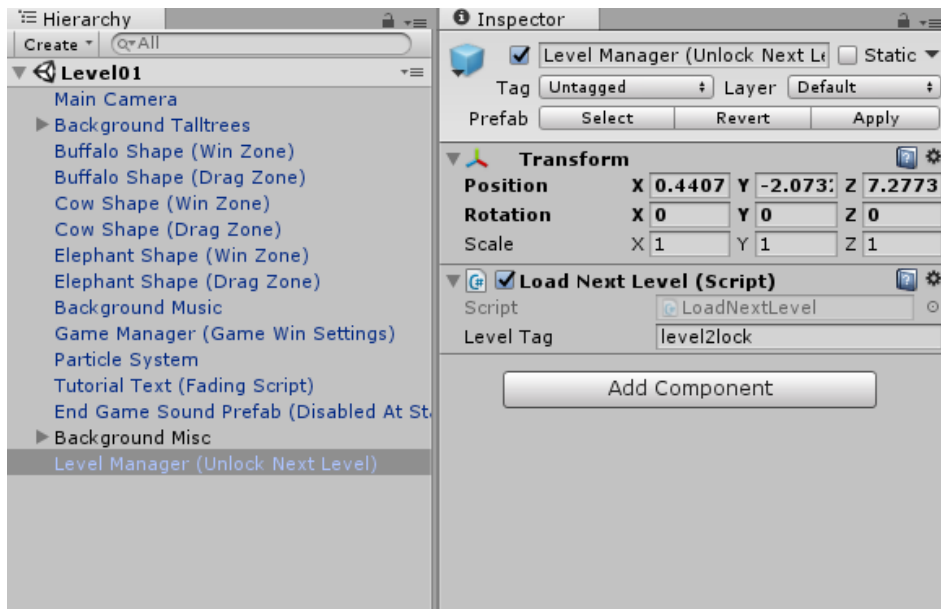 Hierarchy
Create
All
Level01
Main Camera
Background Talltrees
Buffalo Shape (Win Zone)
Buffalo Shape (Drag Zone)
Cow Shape (Win Zone)
Cow Shape (Drag Zone)
Elephant Shape (Win Zone)
Elephant Shape (Drag Zone)
Background Music
Game Manager (Game Win Settings)
Particle System
Tutorial Text (Fading Script)
End Game Sound Prefab (Disabled At Sta
Background Misc
Level Manager (Unlock Next Level)
Inspector
Level Manager (Unlock Next Le Static
Tag Untagged Layer Default
Prefab Select Revert Apply
Transform
Position X 0.4407 Y -2.073 Z 7.2773
Rotation X 0 Y 0 Z 0
Scale X 1 Y 1 Z 1
C# Load Next Level (Script)
Script LoadNextLevel
Level Tag level2lock
Add Component